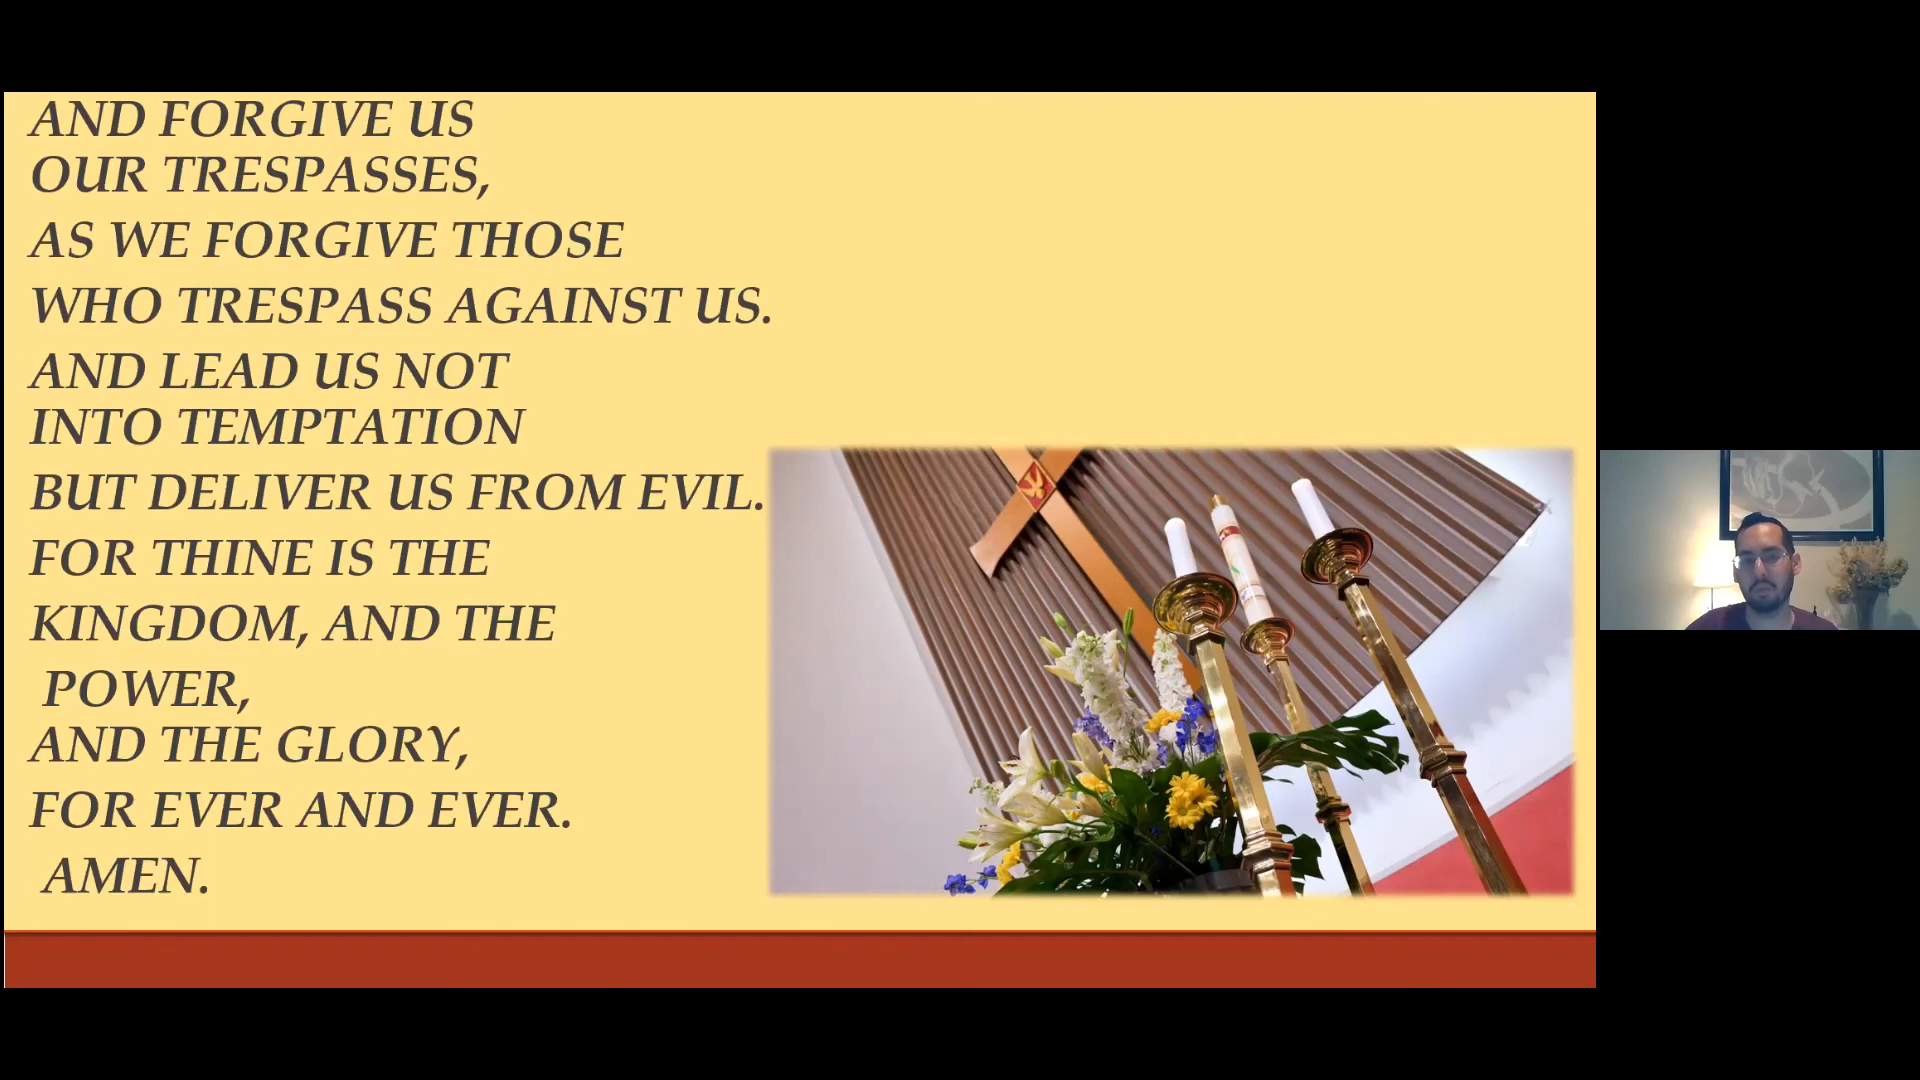 AND FORGIVE US
OUR TRESPASSES,
AS WE FORGIVE THOSE
WHO TRESPASS AGAINST US.
AND LEAD US NOT
INTO TEMPTATION
BUT DELIVER US FROM EVIL.
FOR THINE IS THE
KINGDOM, AND THE
POWER,
AND THE GLORY,
FOR EVER AND EVER.
AMEN.